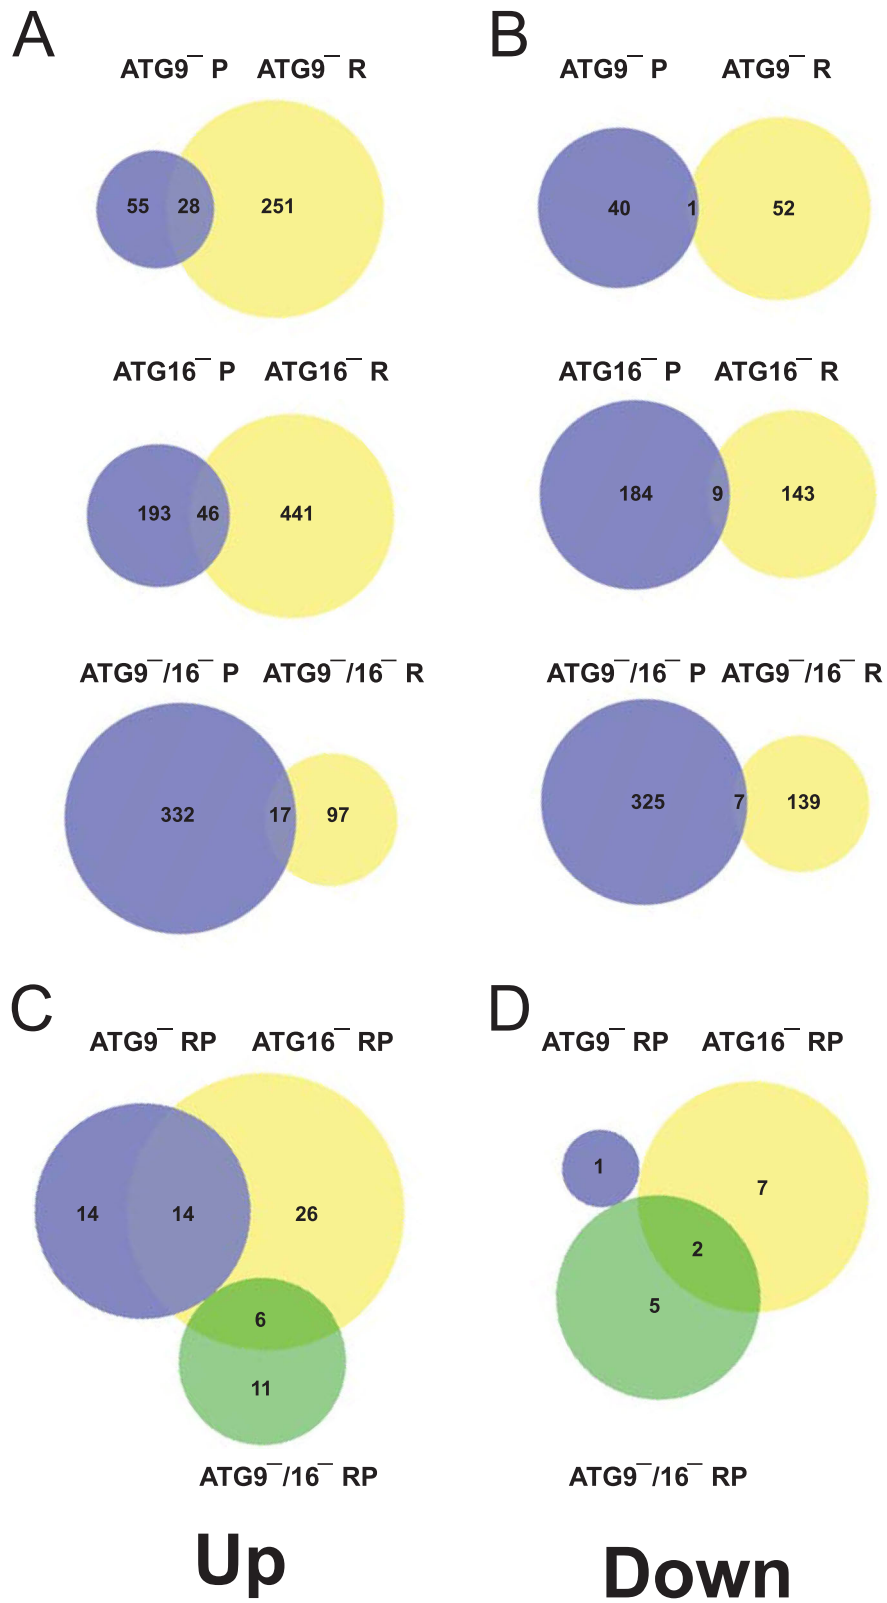 A
B
ATG9⁻ P ATG9⁻ R
ATG9⁻ P ATG9⁻ R
55 28 251
40 1 52
ATG16⁻ P ATG16⁻ R
ATG16⁻ P ATG16⁻ R
193 46 441
184 9 143
ATG9⁻/16⁻ P ATG9⁻/16⁻ R
ATG9⁻/16⁻ P ATG9⁻/16⁻ R
332 17 97
325 7 139
C
D
ATG9⁻ RP ATG16⁻ RP
ATG9⁻ RP ATG16⁻ RP
14 14 26
6
11
1
7
2
5
ATG9⁻/16⁻ RP
ATG9⁻/16⁻ RP
Up
Down